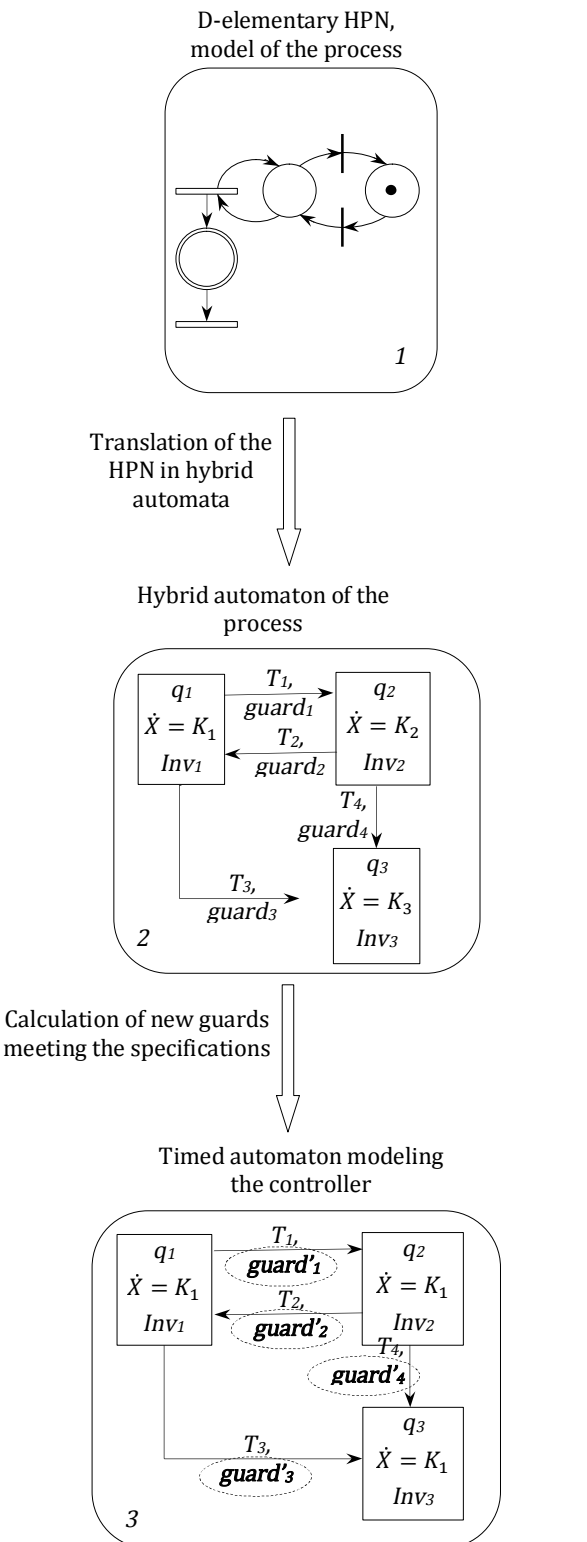 D-elementary HPN,
model of the process
1
Translation of the
HPN in hybrid
automata
Hybrid automaton of the
process
q1
Ẋ = K₁
Inv1
T1,
guard1
T2,
guard2
q2
Ẋ = K₂
Inv2
T4,
guard4
q3
Ẋ = K₃
Inv3
T3,
guard3
2
Calculation of new guards
meeting the specifications
Timed automaton modeling
the controller
q1
Ẋ = K₁
Inv1
T1,
guard'1
T2,
guard'2
q2
Ẋ = K₁
Inv2
T4,
guard'4
q3
Ẋ = K₁
Inv3
T3,
guard'3
3